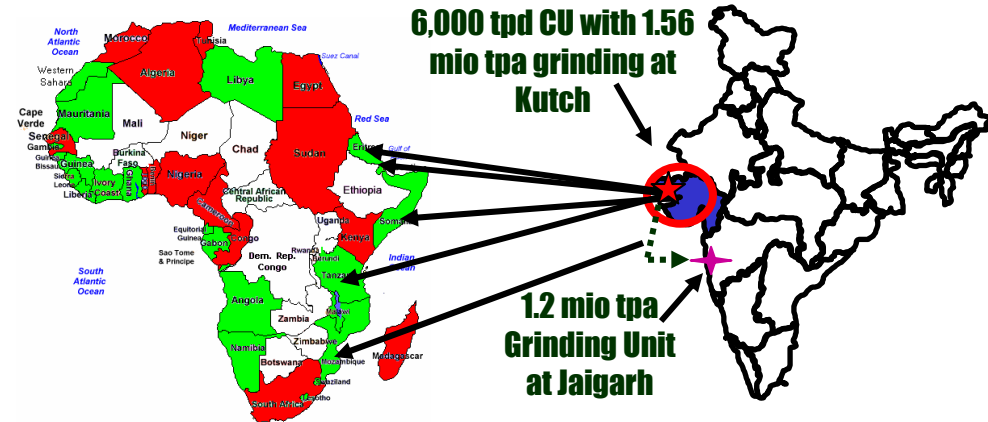 6,000 tpd CU with 1.56
mio tpa grinding at
Kutch
1.2 mio tpa
Grinding Unit
at Jaigarh
North
Atlantic
Ocean
Mediterranean Sea
Suez Canal
Red Sea
Gulf of
Indian
South
Atlantic
Ocean
Morocco
Tunisia
Algeria
Libya
Egypt
Western
Sahara
Cape
Verde
Mauritania
Mali
Niger
Chad
Sudan
Eritrea
Senegal
Gambia
Guinea
Bissau
Guinea
Sierra
Leone
Liberia
Ivory
Coast
Burkina
Faso
Ghana
Nigeria
Cameroon
Central African
Republic
Ethiopia
Somalia
Equitorial
Guinea
Sao Tome
& Principe
Gabon
Congo
Dem. Rep.
Congo
Uganda
Kenya
Rwanda
Burundi
Tanzania
Angola
Zambia
Malawi
Mozambique
Zimbabwe
Namibia
Botswana
Madagascar
Swaziland
Lesotho
South Africa